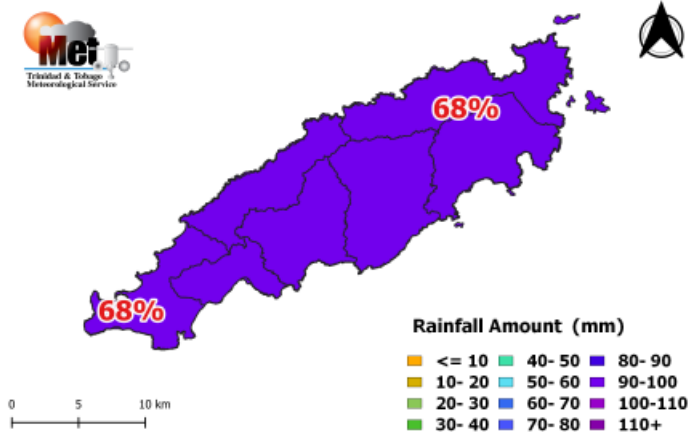 Met
Trinidad & Tobago
Meteorological Service
68%
68%
Rainfall Amount (mm)
<= 10 40- 50 80- 90
10- 20 50- 60 90-100
20- 30 60- 70 100-110
30- 40 70- 80 110+
0 5 10 km